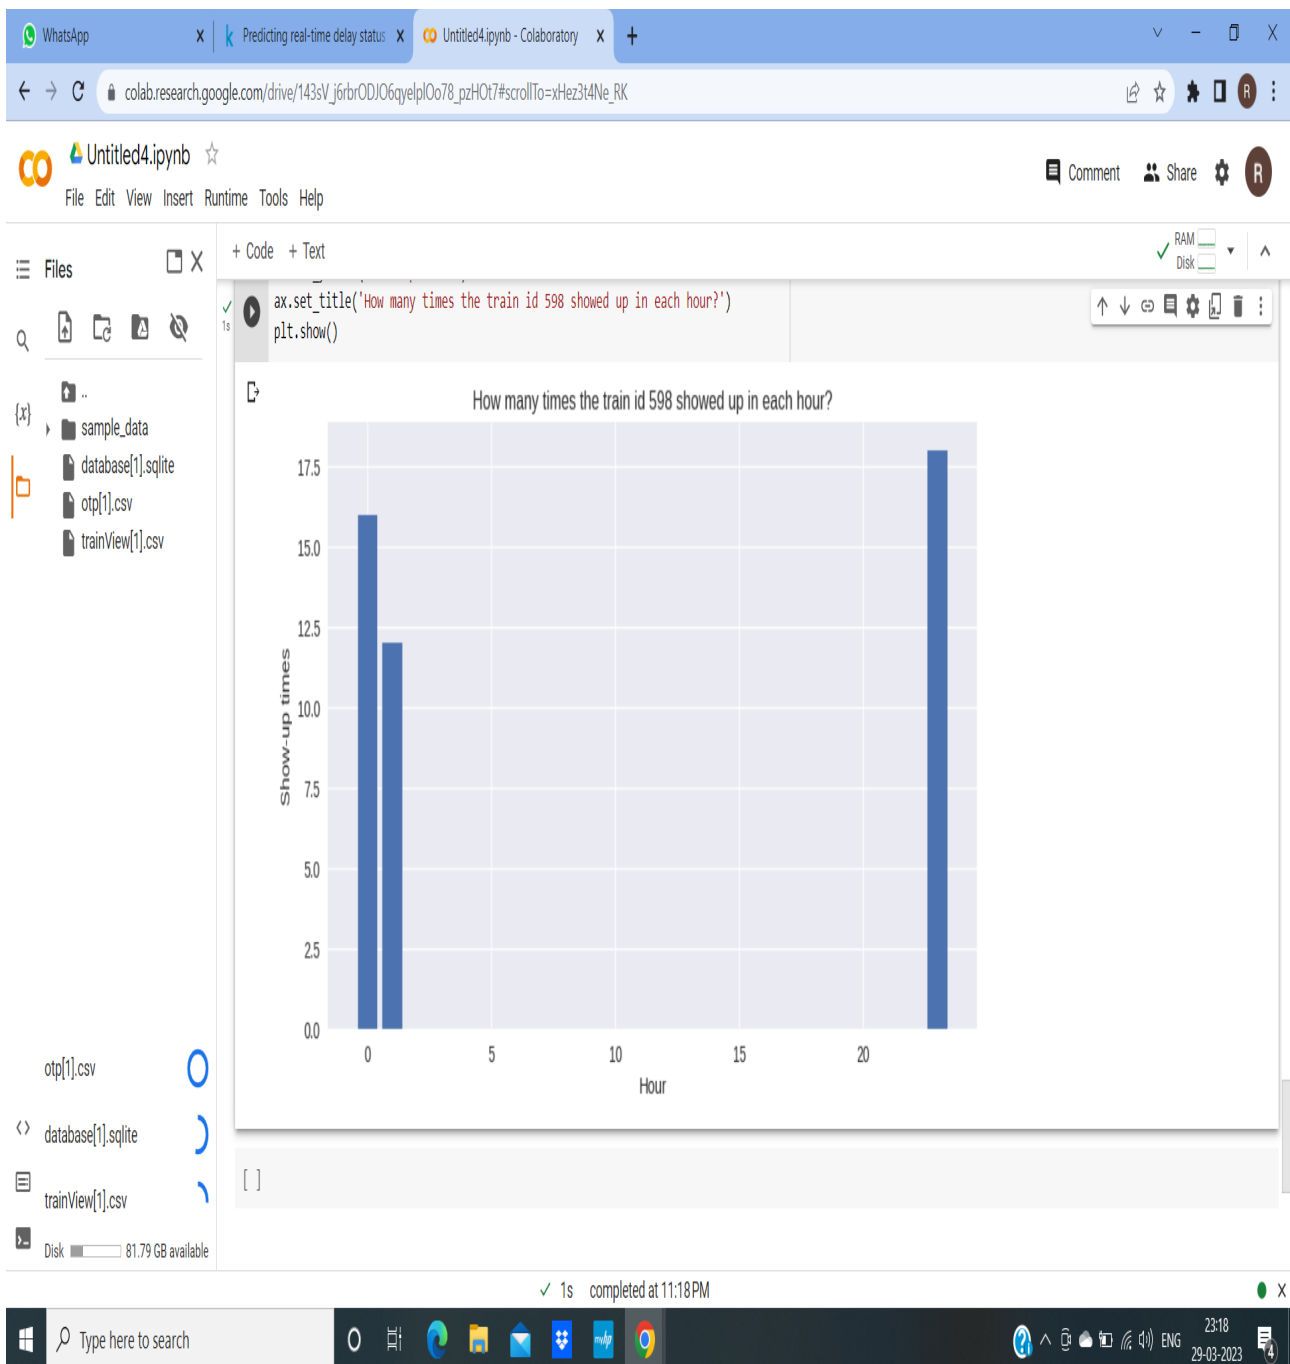 WhatsApp
Predicting real-time delay status
Untitled4.ipynb - Colaboratory
colab.research.google.com/drive/143sV_j6rbrODJO6qyelplOo78_pzHOt7#scrollTo=xHez3t4Ne_RK
R
Untitled4.ipynb
File Edit View Insert Runtime Tools Help
Comment Share R
Files
+ Code + Text
RAM
Disk
..
sample_data
database[1].sqlite
otp[1].csv
trainView[1].csv
{x}
1s
ax.set_title('How many times the train id 598 showed up in each hour?')
plt.show()
How many times the train id 598 showed up in each hour?
17.5
15.0
12.5
10.0
7.5
5.0
2.5
0.0
Show-up times
0 5 10 15 20
Hour
otp[1].csv
database[1].sqlite
trainView[1].csv
Disk 81.79 GB available
[ ]
1s completed at 11:18 PM
Type here to search
myhp
ENG
23:18
29-03-2023
4